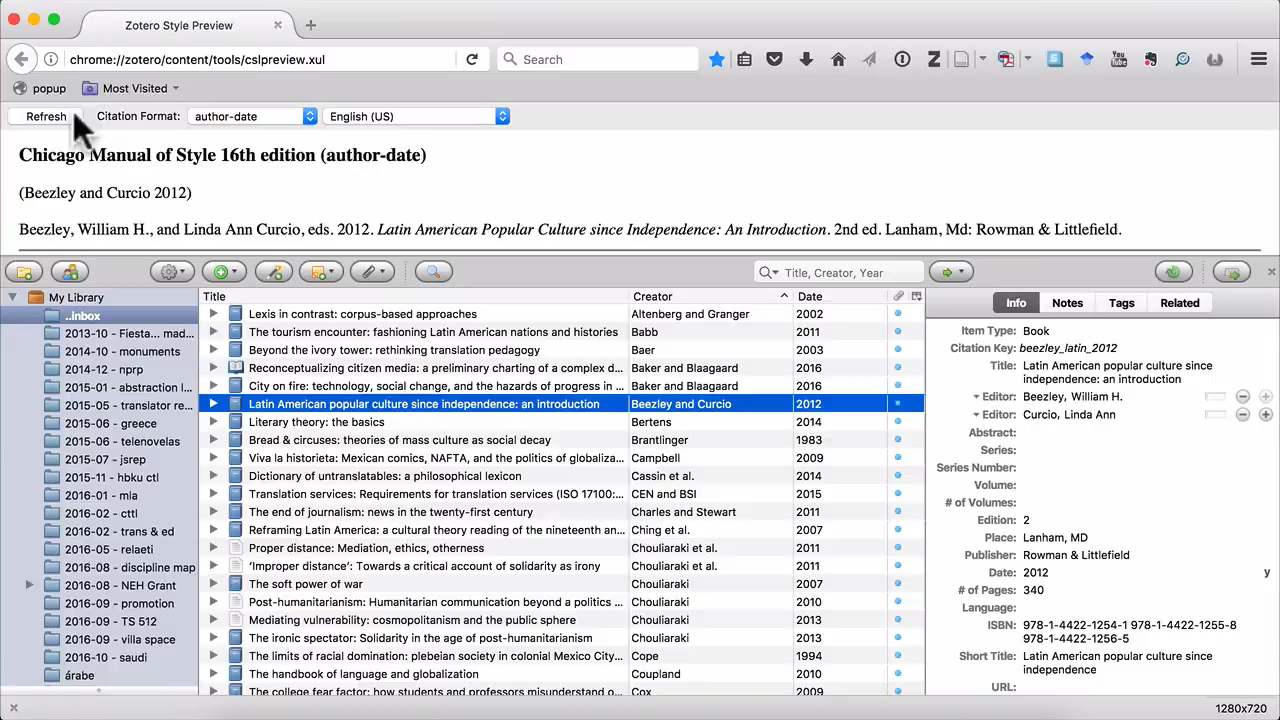 Zotero Style Preview
chrome://zotero/content/tools/cslpreview.xul
Search
popup
Most Visited
Refresh
Citation Format:
author-date
English (US)
Chicago Manual of Style 16th edition (author-date)
(Beezley and Curcio 2012)
Beezley, William H., and Linda Ann Curcio, eds. 2012. Latin American Popular Culture since Independence: An Introduction. 2nd ed. Lanham, Md: Rowman & Littlefield.
Title, Creator, Year
My Library
..inbox
2013-10 - Fiesta... mad...
2014-10 - monuments
2014-12 - nprp
2015-01 - abstraction l...
2015-05 - translator re...
2015-06 - greece
2015-06 - telenovelas
2015-07 - jsrep
2015-11 - hbku ctl
2016-01 - mla
2016-02 - cttl
2016-02 - trans & ed
2016-05 - relaeti
2016-08 - discipline map
2016-08 - NEH Grant
2016-09 - promotion
2016-09 - TS 512
2016-09 - villa space
2016-10 - saudi
árabe
Title Creator Date
Lexis in contrast: corpus-based approaches Altenberg and Granger 2002
The tourism encounter: fashioning Latin American nations and histories Babb 2011
Beyond the ivory tower: rethinking translation pedagogy Baer 2003
Reconceptualizing citizen media: a preliminary charting of a complex d... Baker and Blaagaard 2016
City on fire: technology, social change, and the hazards of progress in ... Baker and Blaagaard 2016
Latin American popular culture since independence: an introduction Beezley and Curcio 2012
Literary theory: the basics Bertens 2014
Bread & circuses: theories of mass culture as social decay Brantlinger 1983
Viva la historieta: Mexican comics, NAFTA, and the politics of globaliza... Campbell 2009
Dictionary of untranslatables: a philosophical lexicon Cassin et al. 2014
Translation services: Requirements for translation services (ISO 17100:... CEN and BSI 2015
The end of journalism: news in the twenty-first century Charles and Stewart 2011
Reframing Latin America: a cultural theory reading of the nineteenth an... Ching et al. 2007
Proper distance: Mediation, ethics, otherness Chouliaraki et al. 2011
'Improper distance': Towards a critical account of solidarity as irony Chouliaraki et al. 2011
The soft power of war Chouliaraki 2007
Post-humanitarianism: Humanitarian communication beyond a politics ... Chouliaraki 2010
Mediating vulnerability: cosmopolitanism and the public sphere Chouliaraki 2013
The ironic spectator: Solidarity in the age of post-humanitarianism Chouliaraki 2013
The limits of racial domination: plebeian society in colonial Mexico City... Cope 1994
The handbook of language and globalization Coupland 2010
The college fear factor: how students and professors misunderstand o... Cox 2009
Info Notes Tags Related
Item Type: Book
Citation Key: beezley_latin_2012
Title: Latin American popular culture since
independence: an introduction
Editor: Beezley, William H.
Editor: Curcio, Linda Ann
Abstract:
Series:
Series Number:
Volume:
# of Volumes:
Edition: 2
Place: Lanham, MD
Publisher: Rowman & Littlefield
Date: 2012 y
# of Pages: 340
Language:
ISBN: 978-1-4422-1254-1 978-1-4422-1255-8
978-1-4422-1256-5
Short Title: Latin American popular culture since
independence
URL:
1280x720